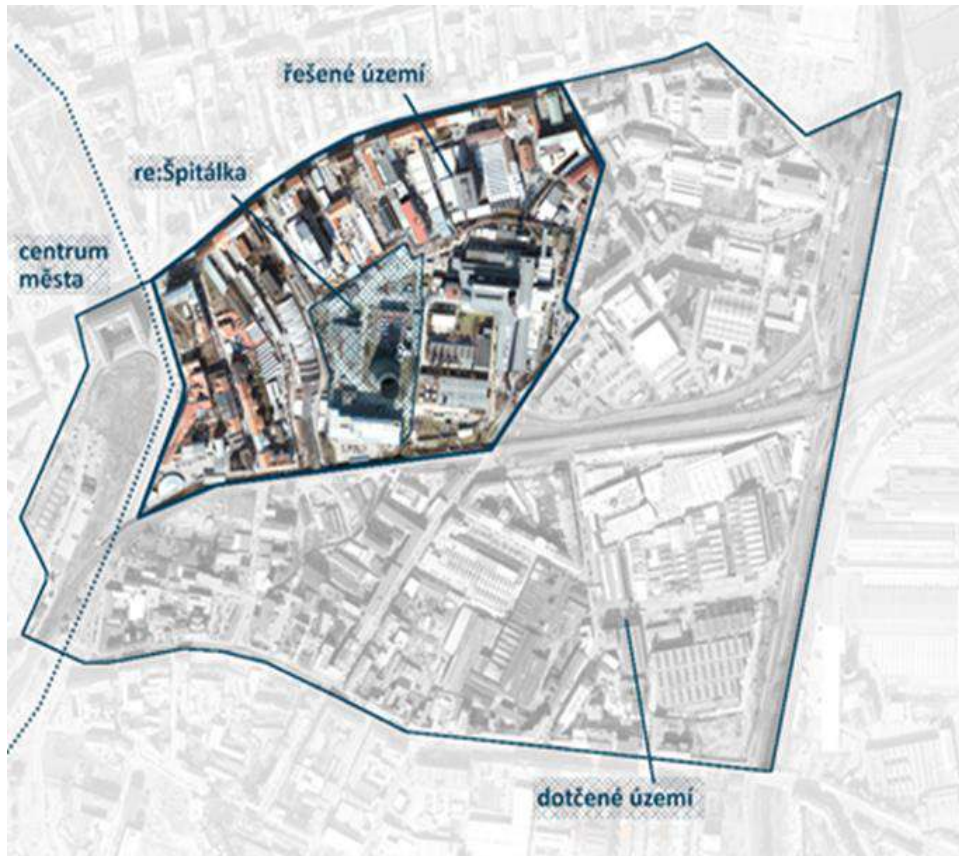 řešené území
re:Špitálka
centrum
města
dotčené území